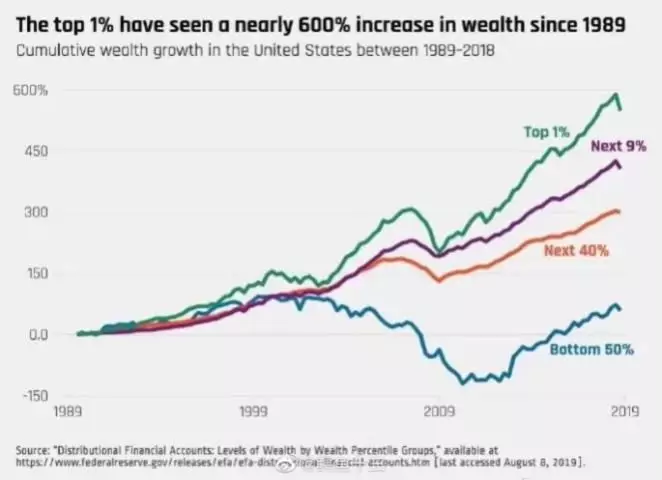 The top 1% have seen a nearly 600% increase in wealth since 1989
Cumulative wealth growth in the United States between 1989-2018
600%
Top 1%
450
Next 9%
300
Next 40%
150
0.0
Bottom 50%
-150
1989
1999
2009
2019
Source: "Distributional Financial Accounts: Levels of Wealth by Wealth Percentile Groups," available at
https://www.federalreserve.gov/releases/efa/efa-distributional-financial-accounts.htm [last accessed August 8, 2019].